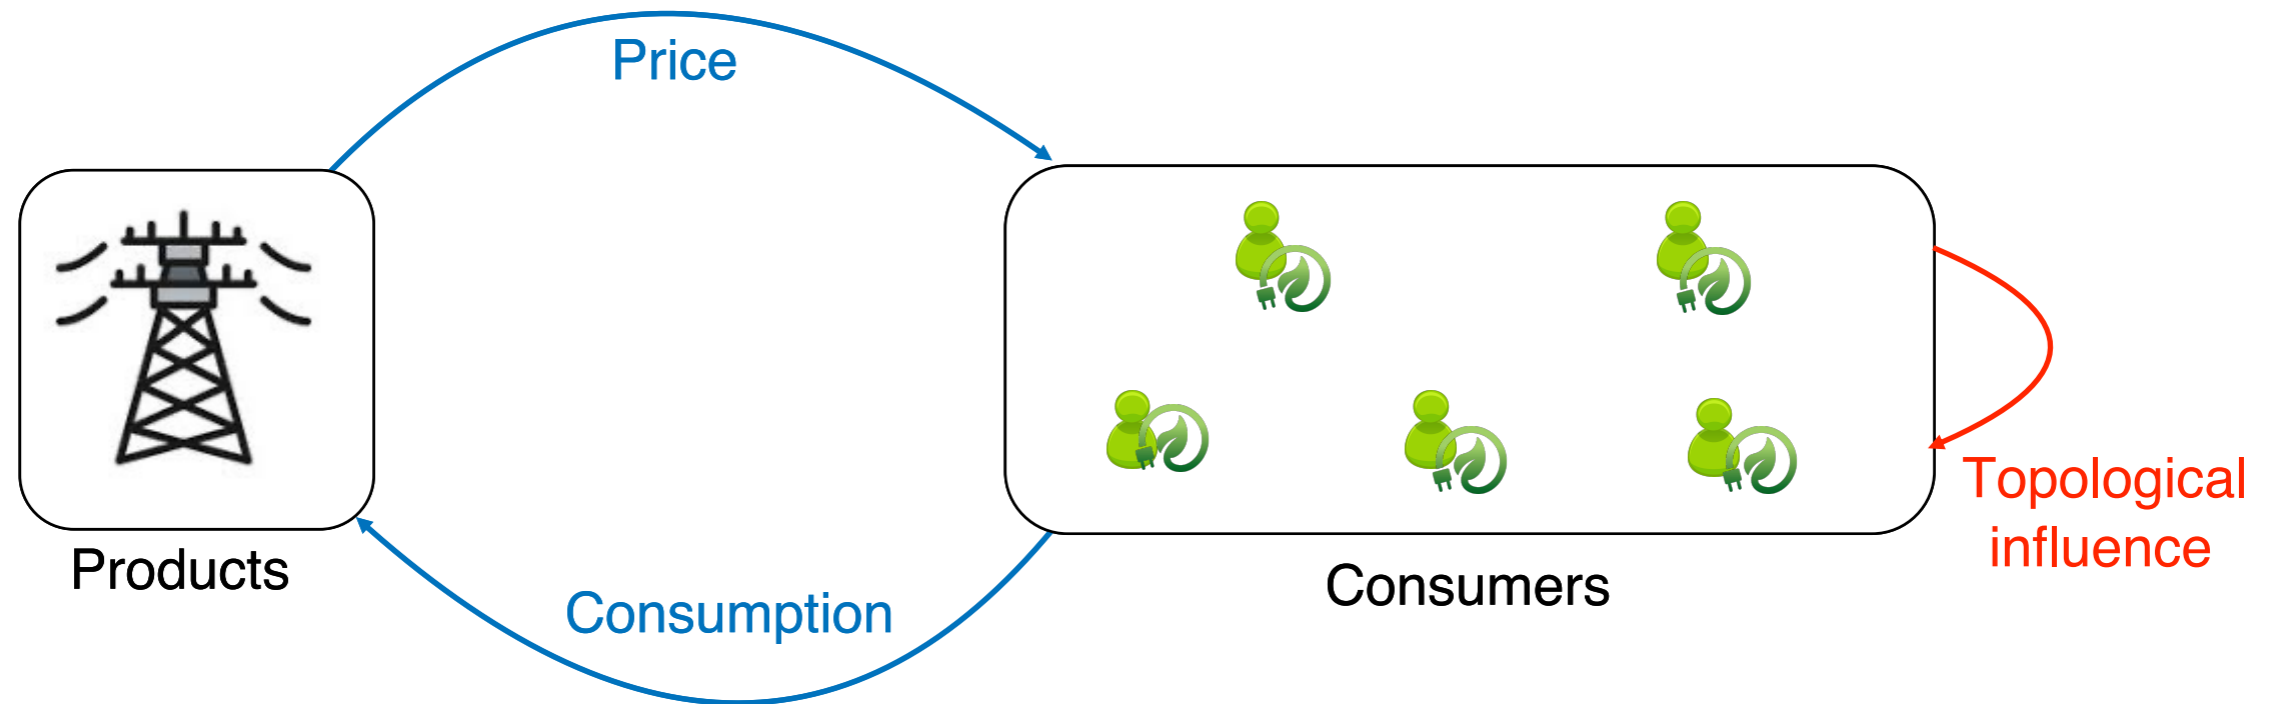 Price
Products
Consumption
Consumers
Topological
influence